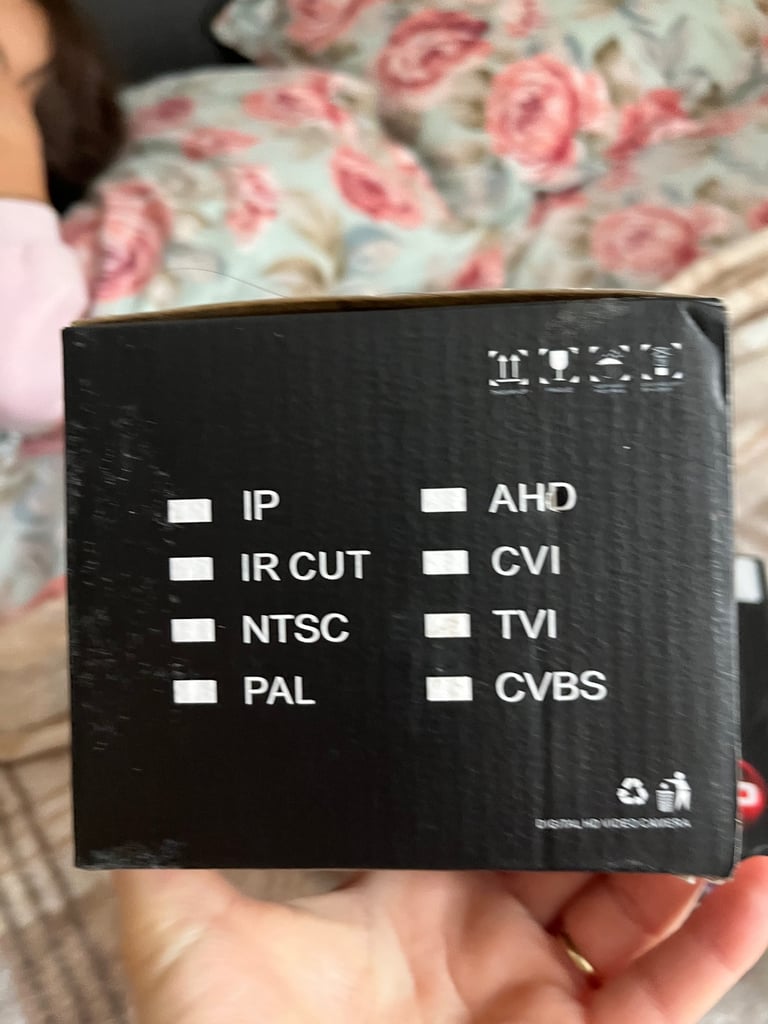 IP
IR CUT
NTSC
PAL
AHD
CVI
TVI
CVBS
DIGITAL HD VIDEO CAMERA